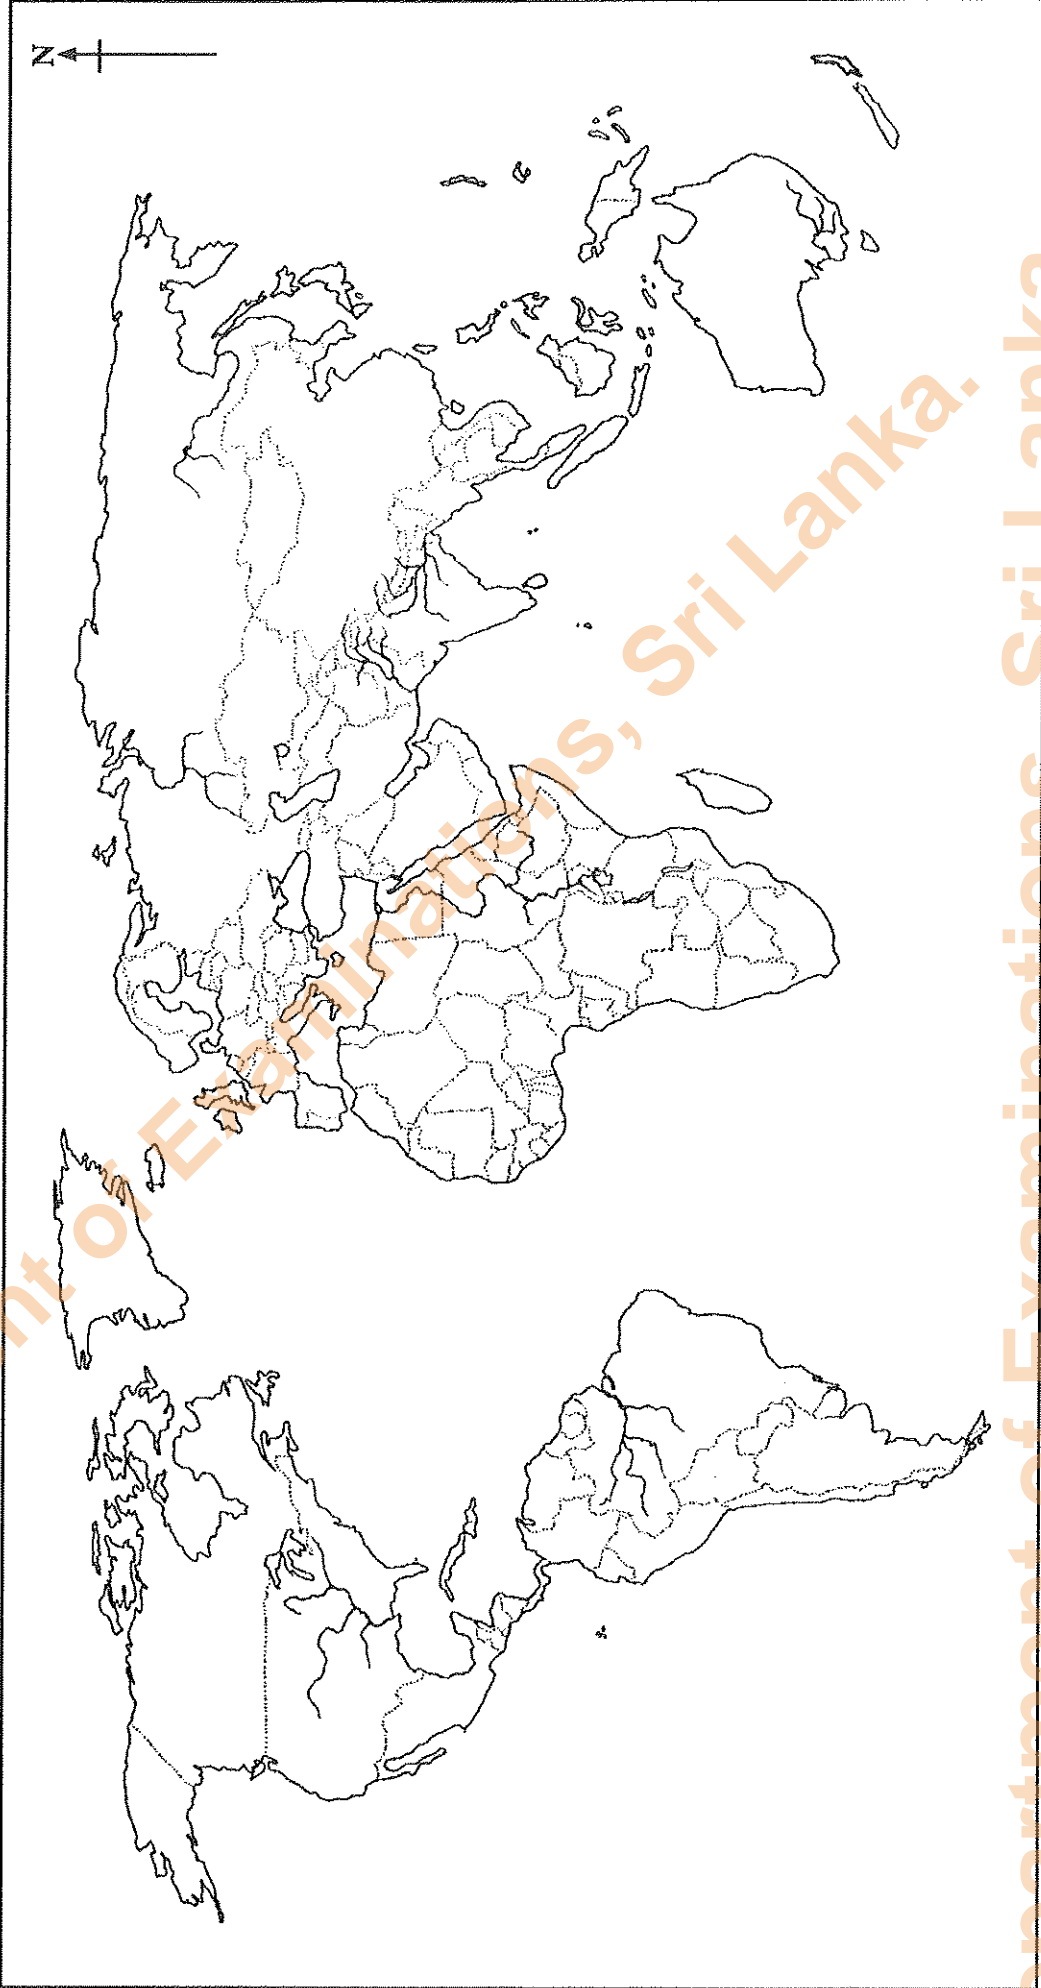 N
Department of Examinations, Sri Lanka.
Department of Examinations, Sri Lanka